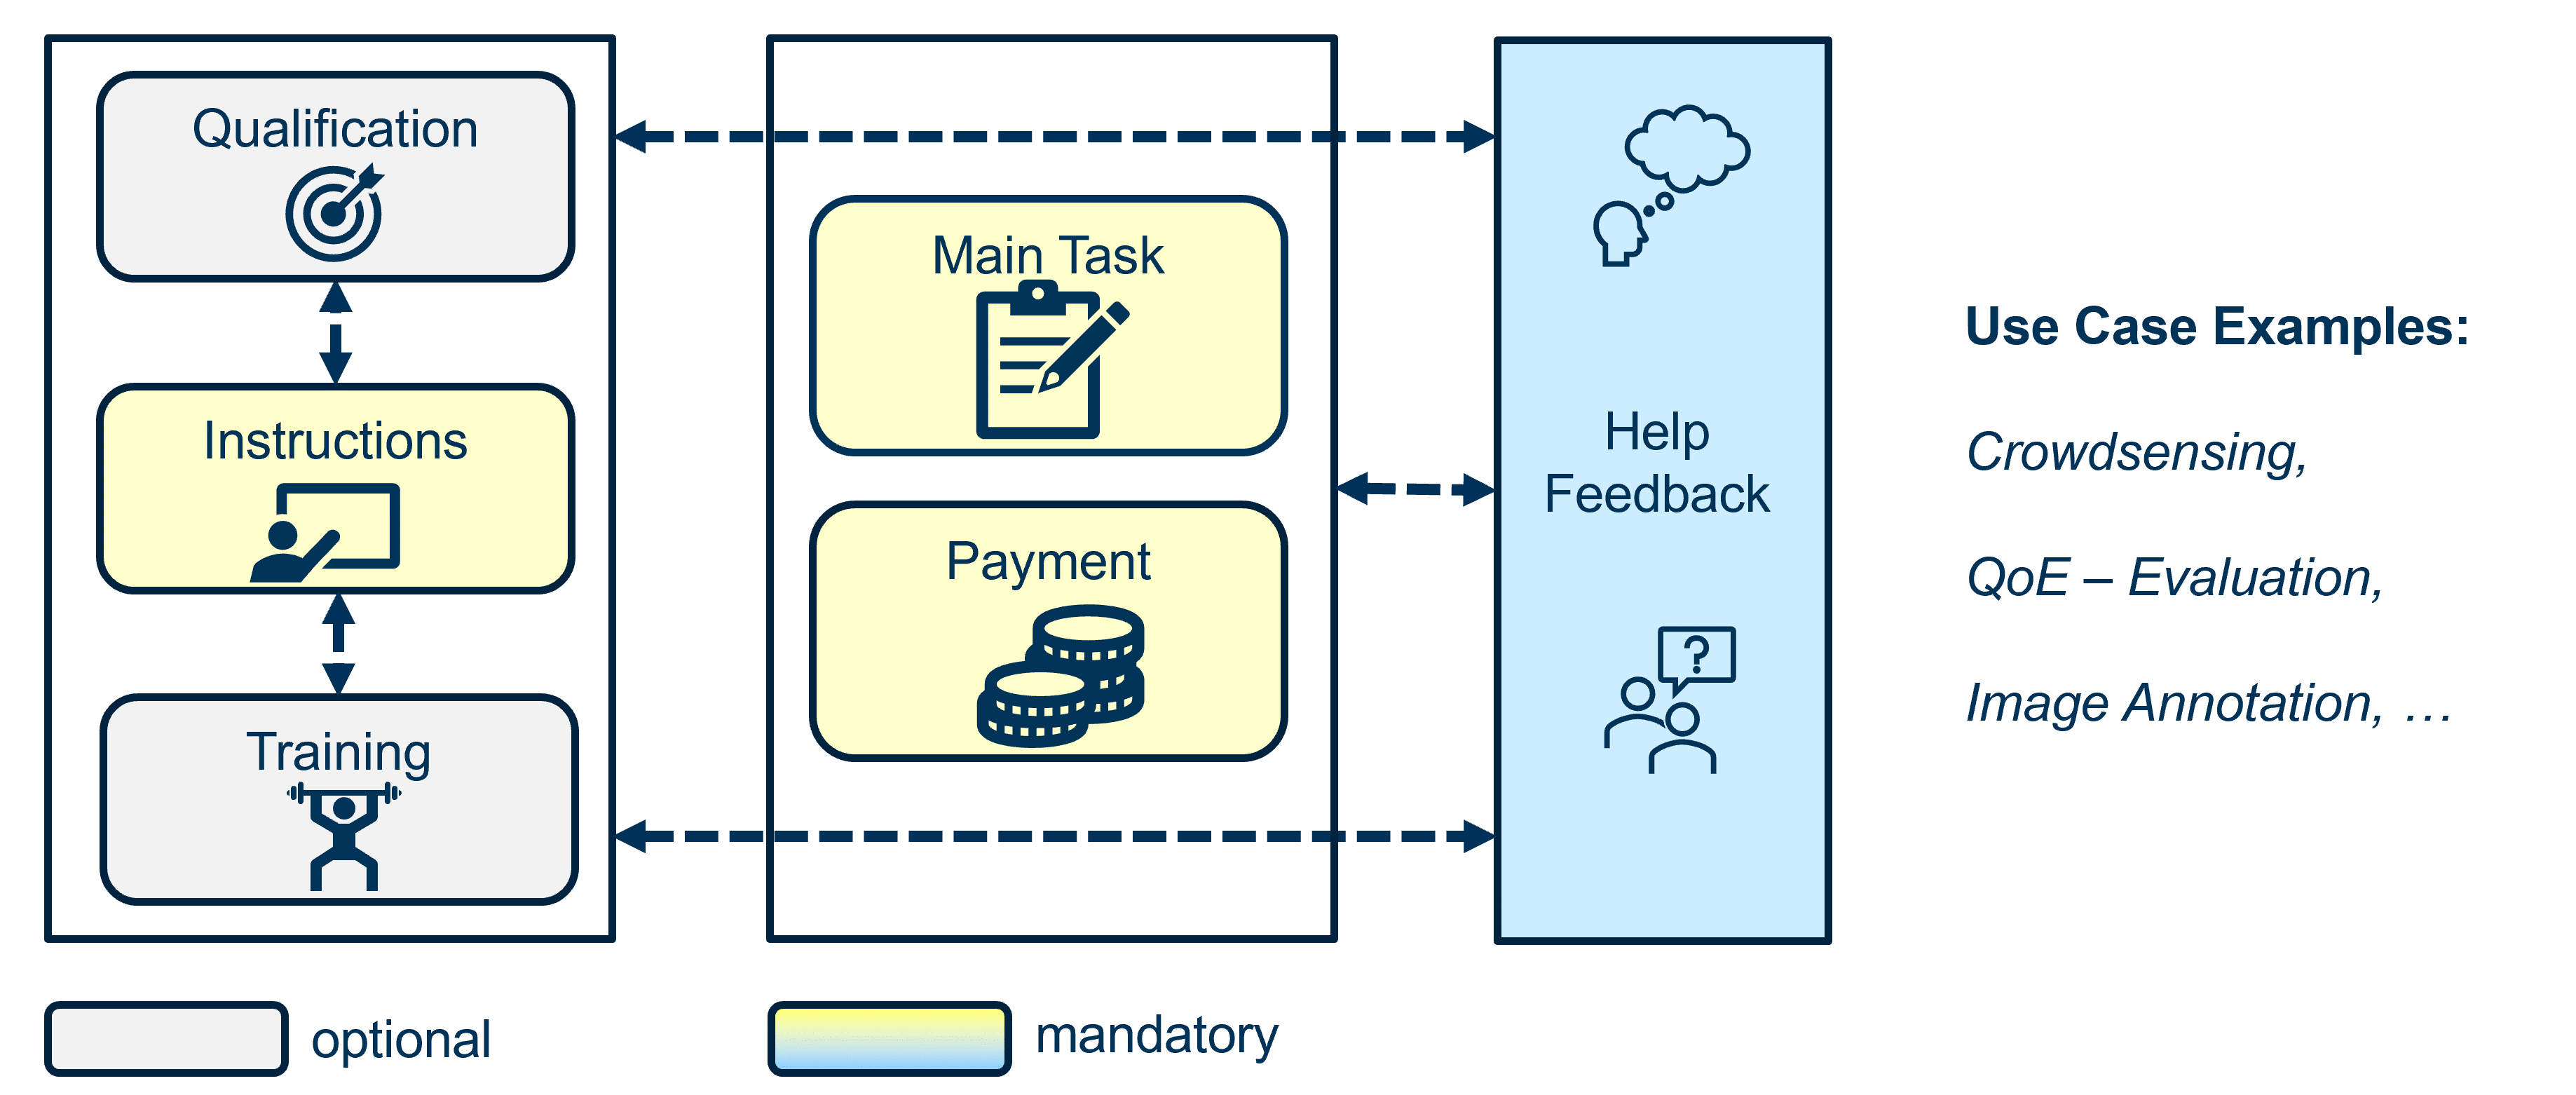 Qualification
Instructions
Training
Main Task
Payment
Help
Feedback
?
Use Case Examples:
Crowdsensing,
QoE – Evaluation,
Image Annotation, …
optional
mandatory